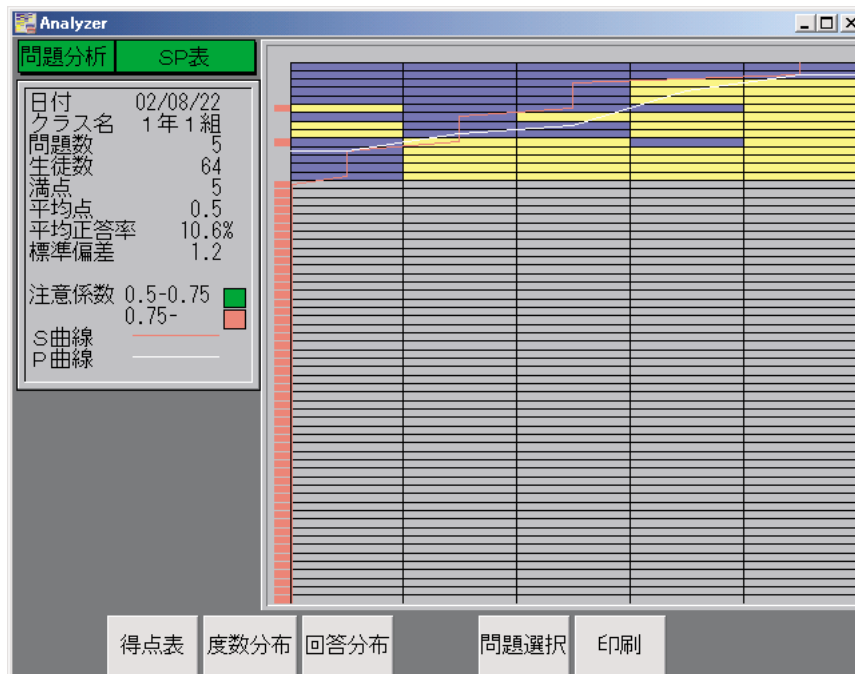 Analyzer
問題分析 SP表
日付 02/08/22
クラス名 1年1組
問題数 5
生徒数 64
満点 5
平均点 0.5
平均正答率 10.6%
標準偏差 1.2
注意係数 0.5-0.75
0.75-
S曲線
P曲線
得点表 度数分布 回答分布 問題選択 印刷